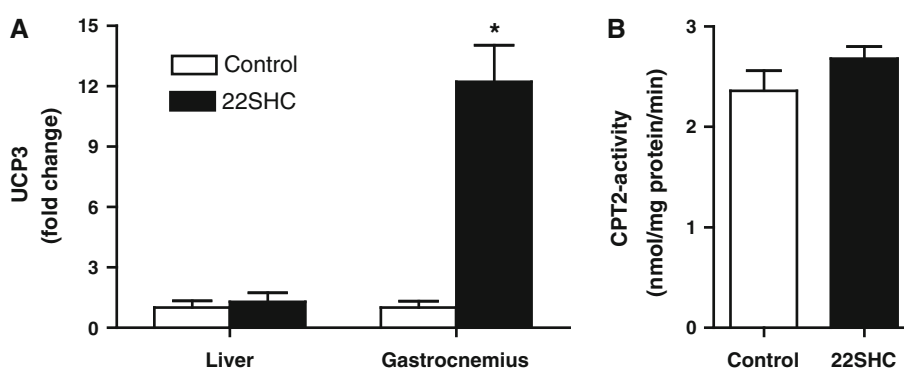 A
UCP3
(fold change)
15
12
9
6
3
0
Control
22SHC
*
Liver
Gastrocnemius
B
CPT2-activity
(nmol/mg protein/min)
3
2
1
0
Control
22SHC